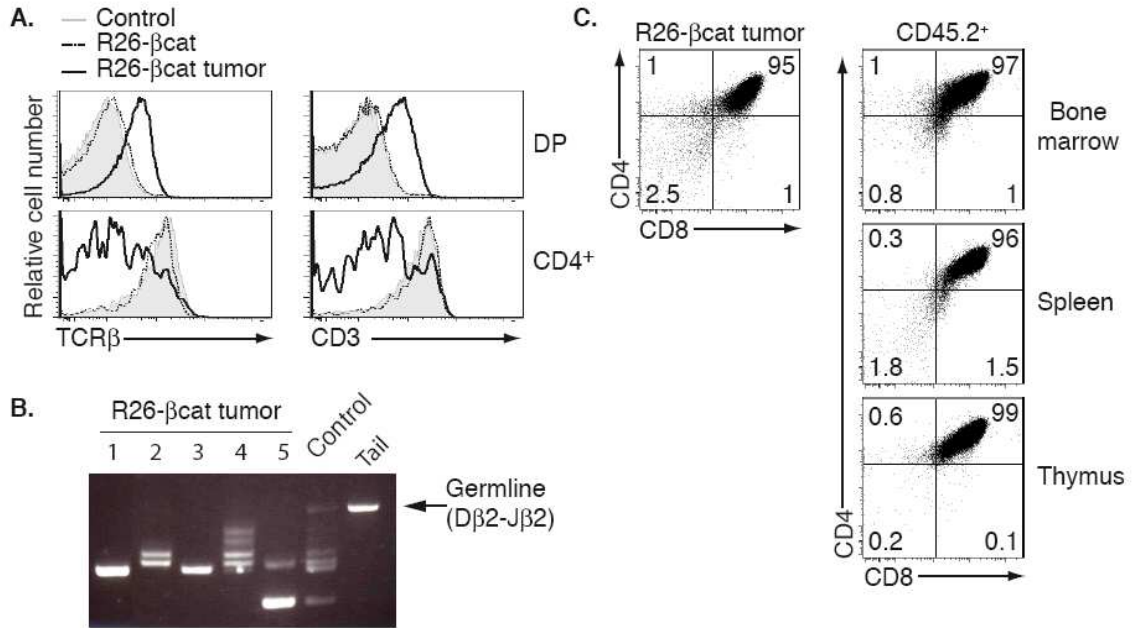 A.
Control
R26-βcat
R26-βcat tumor
Relative cell number
DP
CD4+
TCRβ
CD3
B.
R26-βcat tumor
1 2 3 4 5 Control Tail
Germline
(Dβ2-Jβ2)
C.
R26-βcat tumor
1 95
2.5 1
CD4
CD8
CD45.2+
1 97
0.8 1
Bone
marrow
0.3 96
1.8 1.5
Spleen
0.6 99
0.2 0.1
Thymus
CD4
CD8